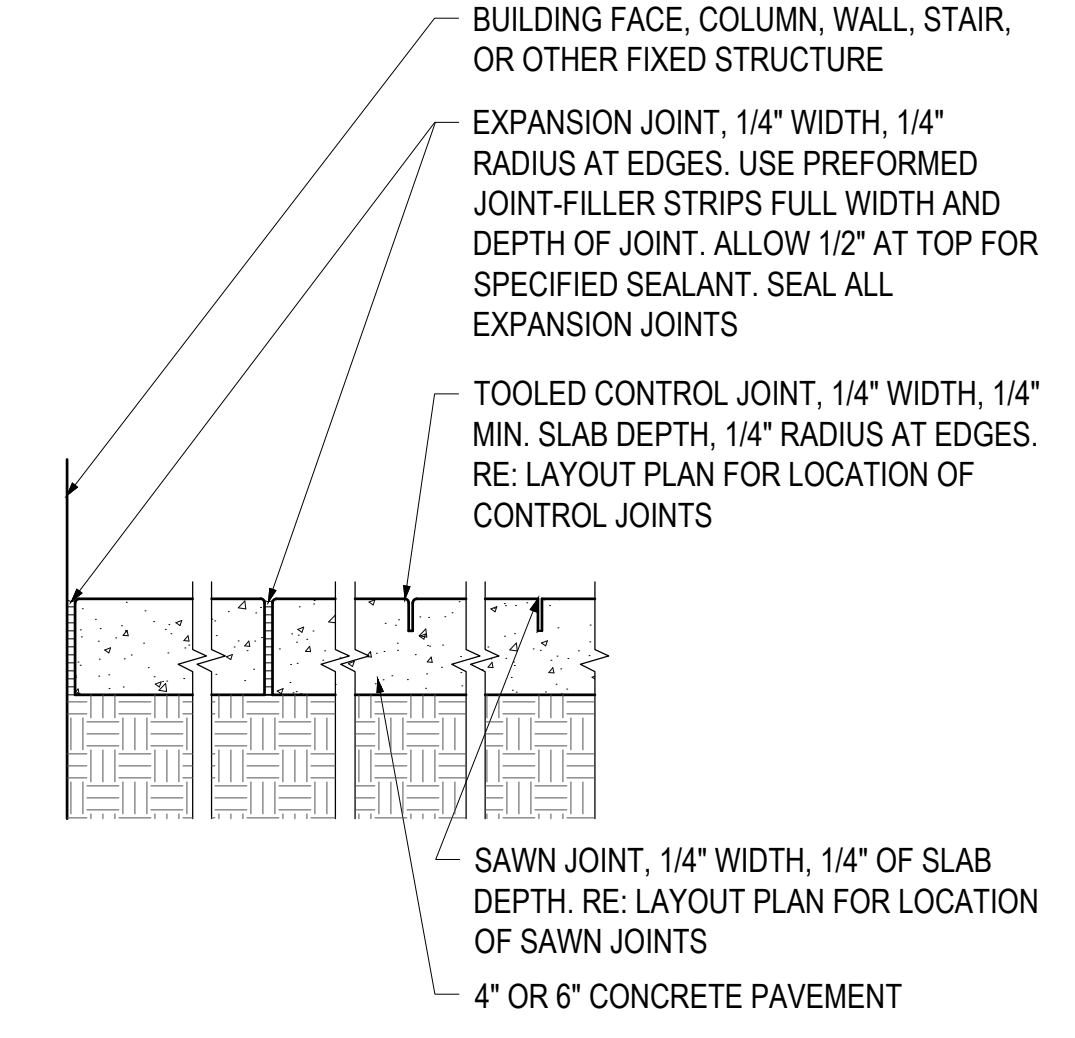 BUILDING FACE, COLUMN, WALL, STAIR,
OR OTHER FIXED STRUCTURE
EXPANSION JOINT, 1/4" WIDTH, 1/4"
RADIUS AT EDGES. USE PREFORMED
JOINT-FILLER STRIPS FULL WIDTH AND
DEPTH OF JOINT. ALLOW 1/2" AT TOP FOR
SPECIFIED SEALANT. SEAL ALL
EXPANSION JOINTS
TOOLED CONTROL JOINT, 1/4" WIDTH, 1/4"
MIN. SLAB DEPTH, 1/4" RADIUS AT EDGES.
RE: LAYOUT PLAN FOR LOCATION OF
CONTROL JOINTS
SAWN JOINT, 1/4" WIDTH, 1/4" OF SLAB
DEPTH. RE: LAYOUT PLAN FOR LOCATION
OF SAWN JOINTS
4" OR 6" CONCRETE PAVEMENT